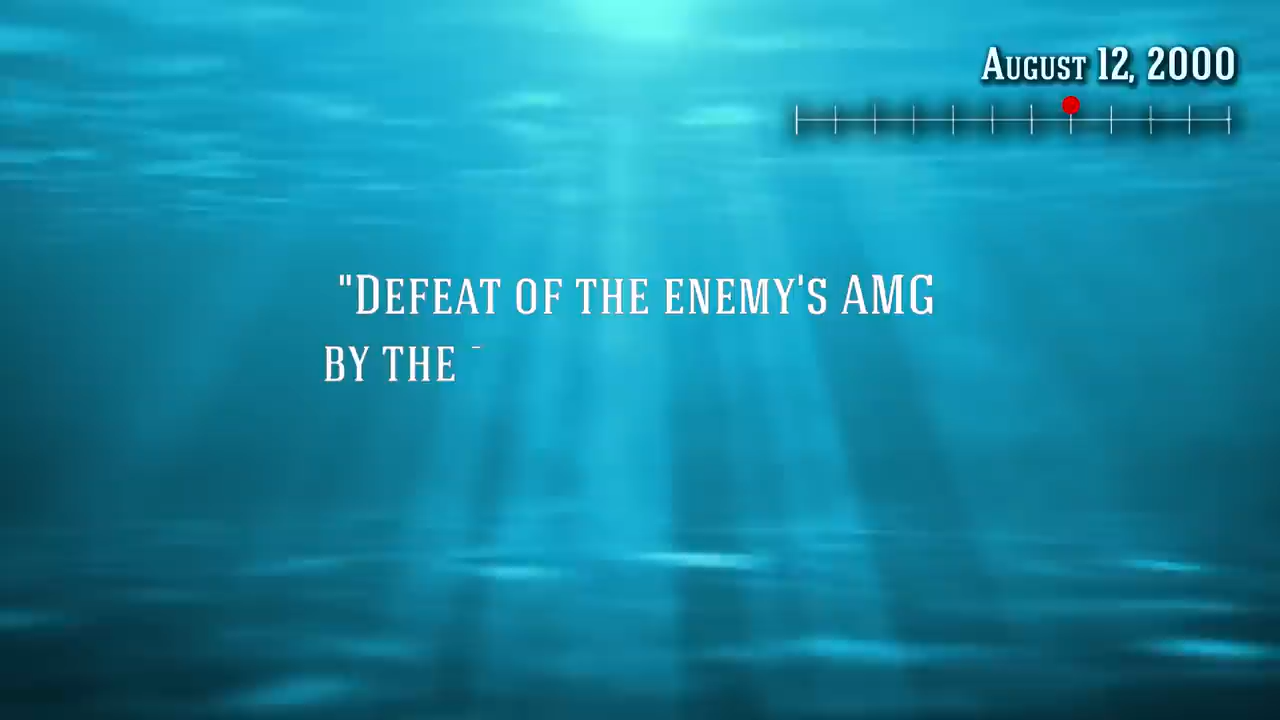 August 12, 2000
"Defeat of the enemy's AMG
by the